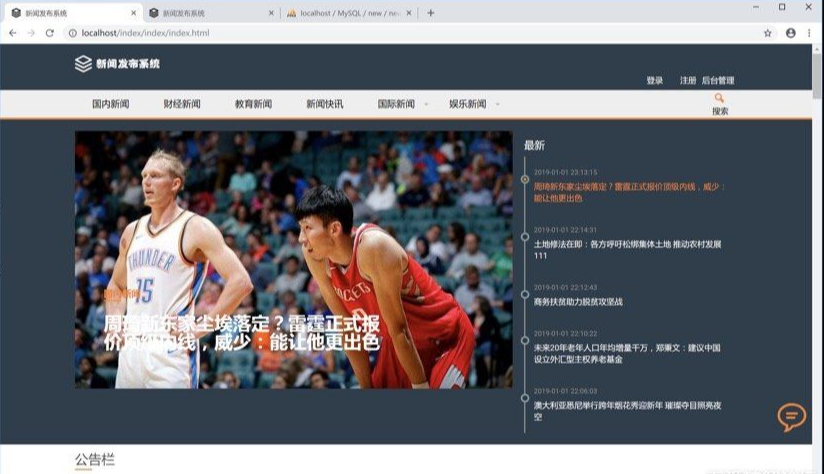 新闻发布系统
新闻发布系统
localhost / MySQL / new / ne
localhost/index/index/index.html
新闻发布系统
登录 注册 后台管理
国内新闻 财经新闻 教育新闻 新闻快讯 国际新闻 娱乐新闻
搜索
THUNDER
ROCKETS
周琦新东家尘埃落定？雷霆正式报
价顶级内线，威少：能让他更出色
最新
2019-01-01 23:13:15
周琦新东家尘埃落定？雷霆正式报价顶级内线，威少：
能让他更出色
2019-01-01 22:14:31
土地修法在即：各方呼吁松绑集体土地 推动农村发展
111
2019-01-01 22:12:43
商务扶贫助力脱贫攻坚战
2019-01-01 22:10:22
未来20年老年人口年均增量千万，郑秉文：建议中国
设立外汇型主权养老基金
2019-01-01 22:06:03
澳大利亚悉尼举行跨年烟花秀迎新年 璀璨夺目照亮夜
空
公告栏